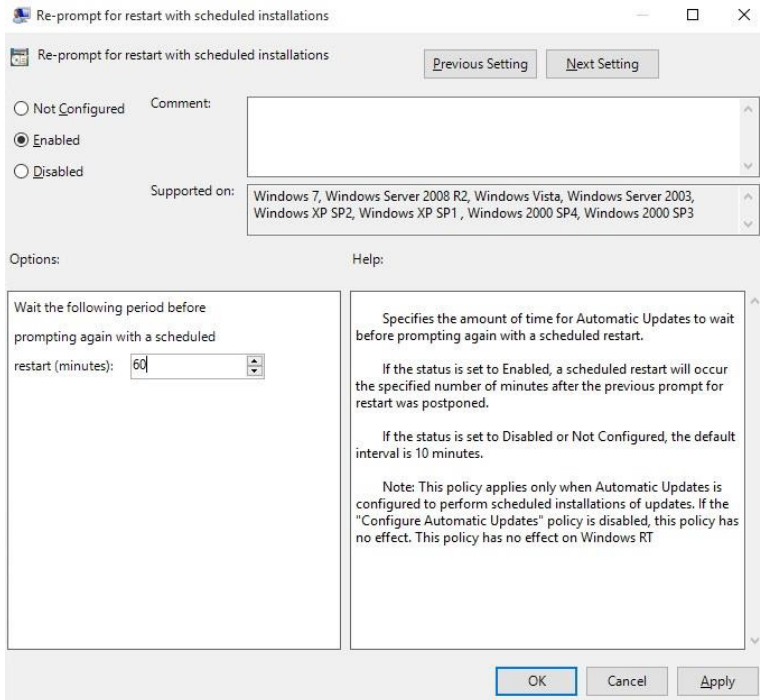 Re-prompt for restart with scheduled installations
Re-prompt for restart with scheduled installations
Previous Setting
Next Setting
Not Configured
Comment:
Enabled
Disabled
Supported on:
Windows 7, Windows Server 2008 R2, Windows Vista, Windows Server 2003,
Windows XP SP2, Windows XP SP1 , Windows 2000 SP4, Windows 2000 SP3
Options:
Help:
Wait the following period before
prompting again with a scheduled
restart (minutes):
60
Specifies the amount of time for Automatic Updates to wait
before prompting again with a scheduled restart.
If the status is set to Enabled, a scheduled restart will occur
the specified number of minutes after the previous prompt for
restart was postponed.
If the status is set to Disabled or Not Configured, the default
interval is 10 minutes.
Note: This policy applies only when Automatic Updates is
configured to perform scheduled installations of updates. If the
"Configure Automatic Updates" policy is disabled, this policy has
no effect. This policy has no effect on Windows RT
OK
Cancel
Apply